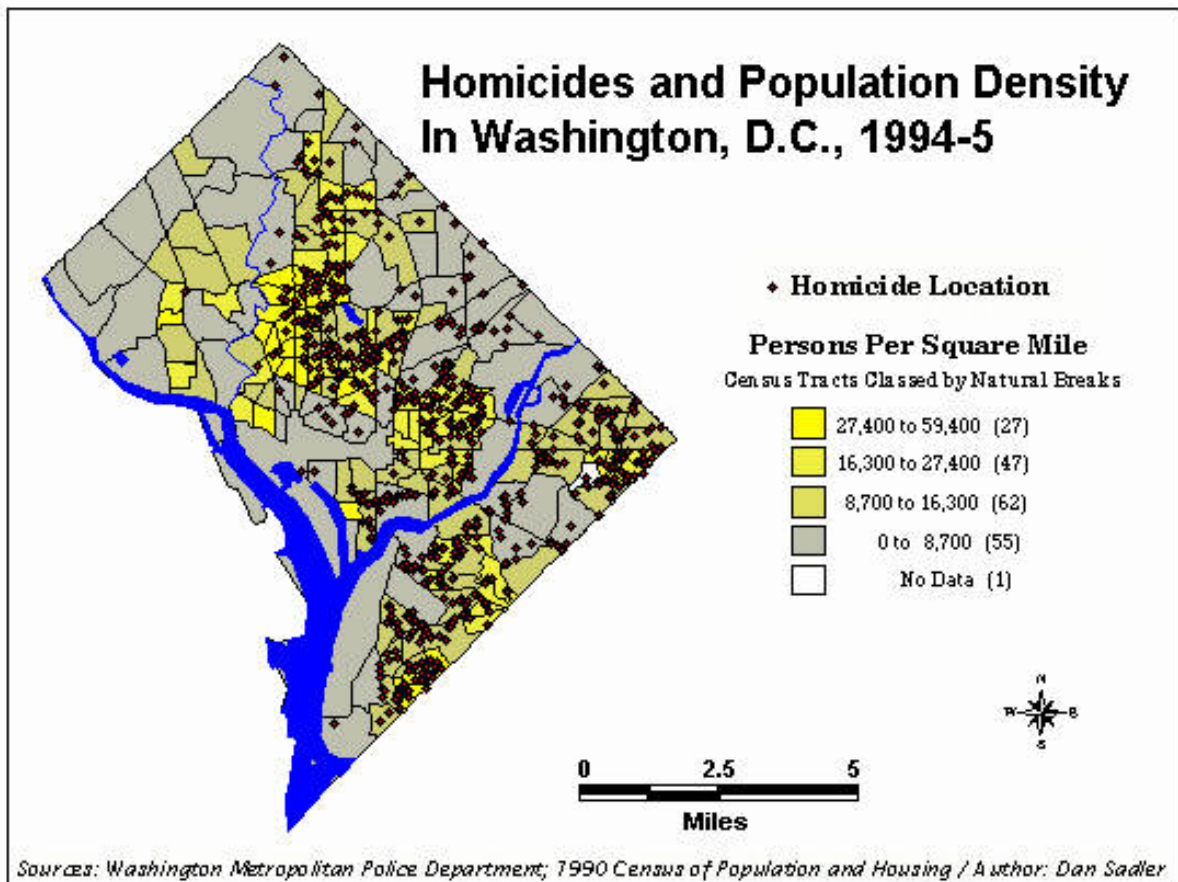 Homicides and Population Density
In Washington, D.C., 1994-5
Homicide Location
Persons Per Square Mile
Census Tracts Classed by Natural Breaks
27,400 to 59,400 (27)
16,300 to 27,400 (47)
8,700 to 16,300 (62)
0 to 8,700 (55)
No Data (1)
N
W E
S
0 2.5 5
Miles
Sources: Washington Metropolitan Police Department; 1990 Census of Population and Housing / Author: Dan Sadler